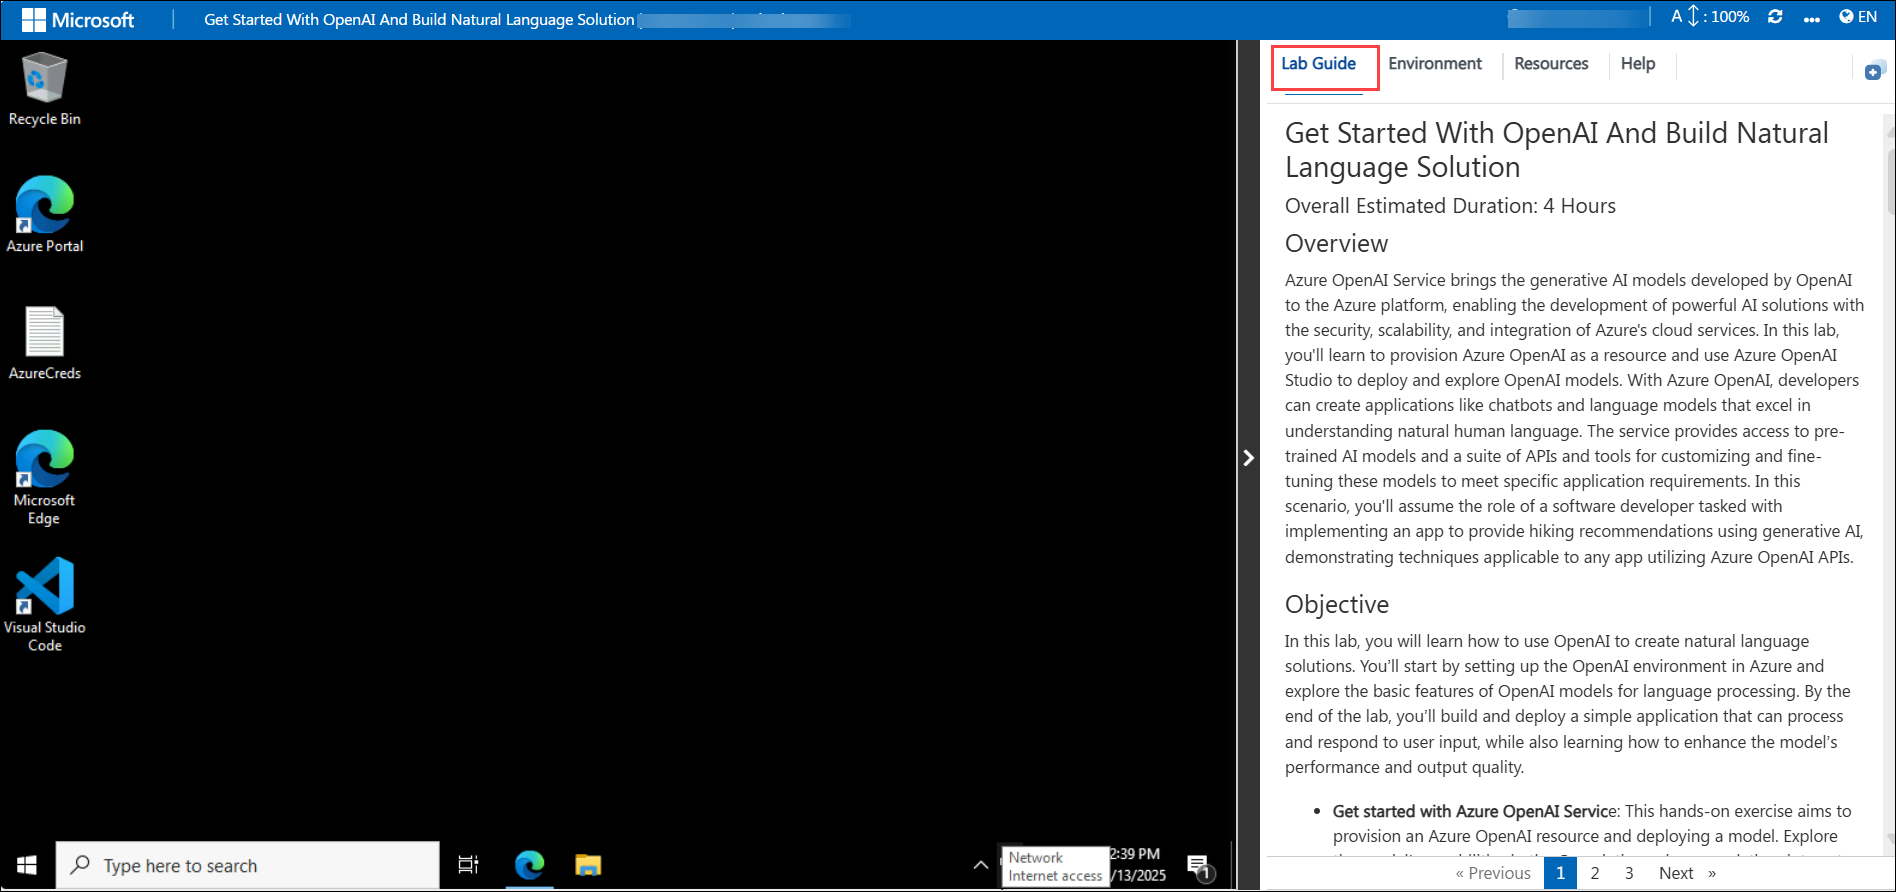 Microsoft
Get Started With OpenAI And Build Natural Language Solution
A : 100%
EN
Recycle Bin
Azure Portal
AzureCreds
Microsoft
Edge
Visual Studio
Code
Lab Guide
Environment
Resources
Help
Get Started With OpenAI And Build Natural
Language Solution
Overall Estimated Duration: 4 Hours
Overview
Azure OpenAI Service brings the generative AI models developed by OpenAI
to the Azure platform, enabling the development of powerful AI solutions with
the security, scalability, and integration of Azure's cloud services. In this lab,
you'll learn to provision Azure OpenAI as a resource and use Azure OpenAI
Studio to deploy and explore OpenAI models. With Azure OpenAI, developers
can create applications like chatbots and language models that excel in
understanding natural human language. The service provides access to pre-
trained AI models and a suite of APIs and tools for customizing and fine-
tuning these models to meet specific application requirements. In this
scenario, you'll assume the role of a software developer tasked with
implementing an app to provide hiking recommendations using generative AI,
demonstrating techniques applicable to any app utilizing Azure OpenAI APIs.
Objective
In this lab, you will learn how to use OpenAI to create natural language
solutions. You’ll start by setting up the OpenAI environment in Azure and
explore the basic features of OpenAI models for language processing. By the
end of the lab, you’ll build and deploy a simple application that can process
and respond to user input, while also learning how to enhance the model’s
performance and output quality.
• Get started with Azure OpenAI Service: This hands-on exercise aims to
provision an Azure OpenAI resource and deploying a model. Explore
« Previous 1 2 3 Next »
Type here to search
Network
Internet access
2:39 PM
/13/2025
1